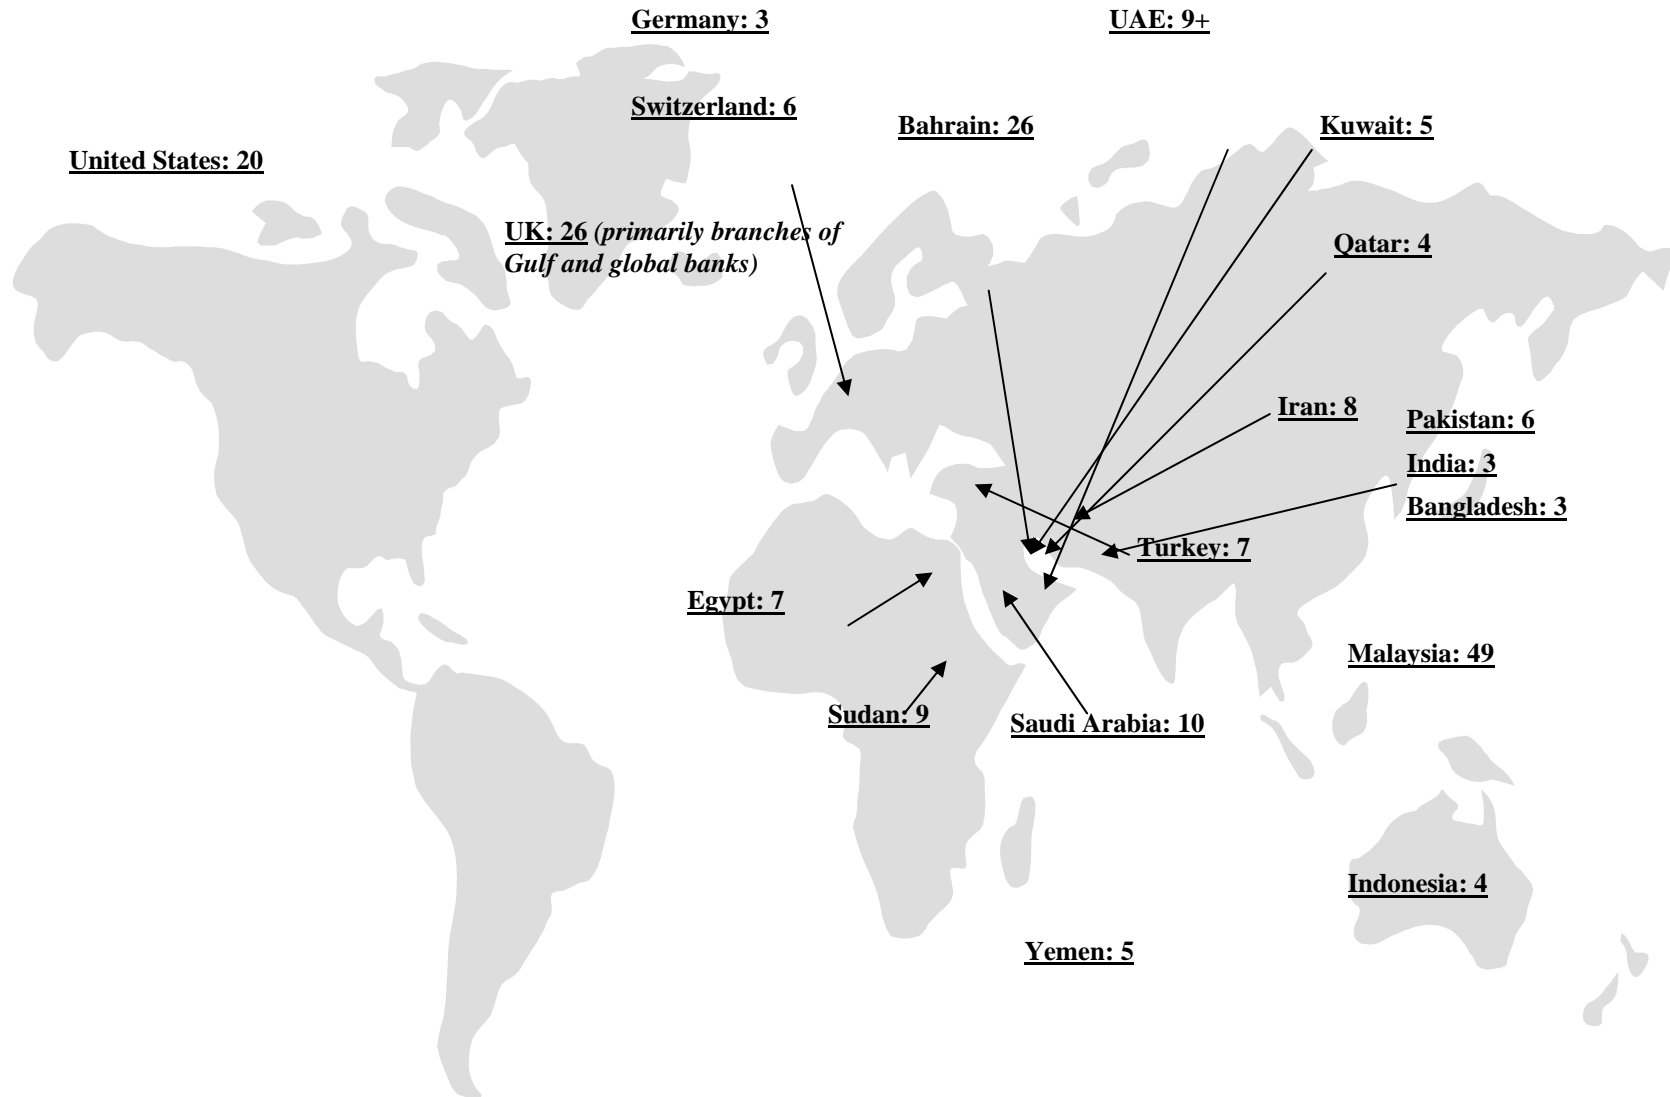 Germany: 3
UAE: 9+
Switzerland: 6
Bahrain: 26
Kuwait: 5
United States: 20
UK: 26 (primarily branches of
Gulf and global banks)
Qatar: 4
Iran: 8
Pakistan: 6
India: 3
Bangladesh: 3
Turkey: 7
Egypt: 7
Malaysia: 49
Sudan: 9
Saudi Arabia: 10
Indonesia: 4
Yemen: 5